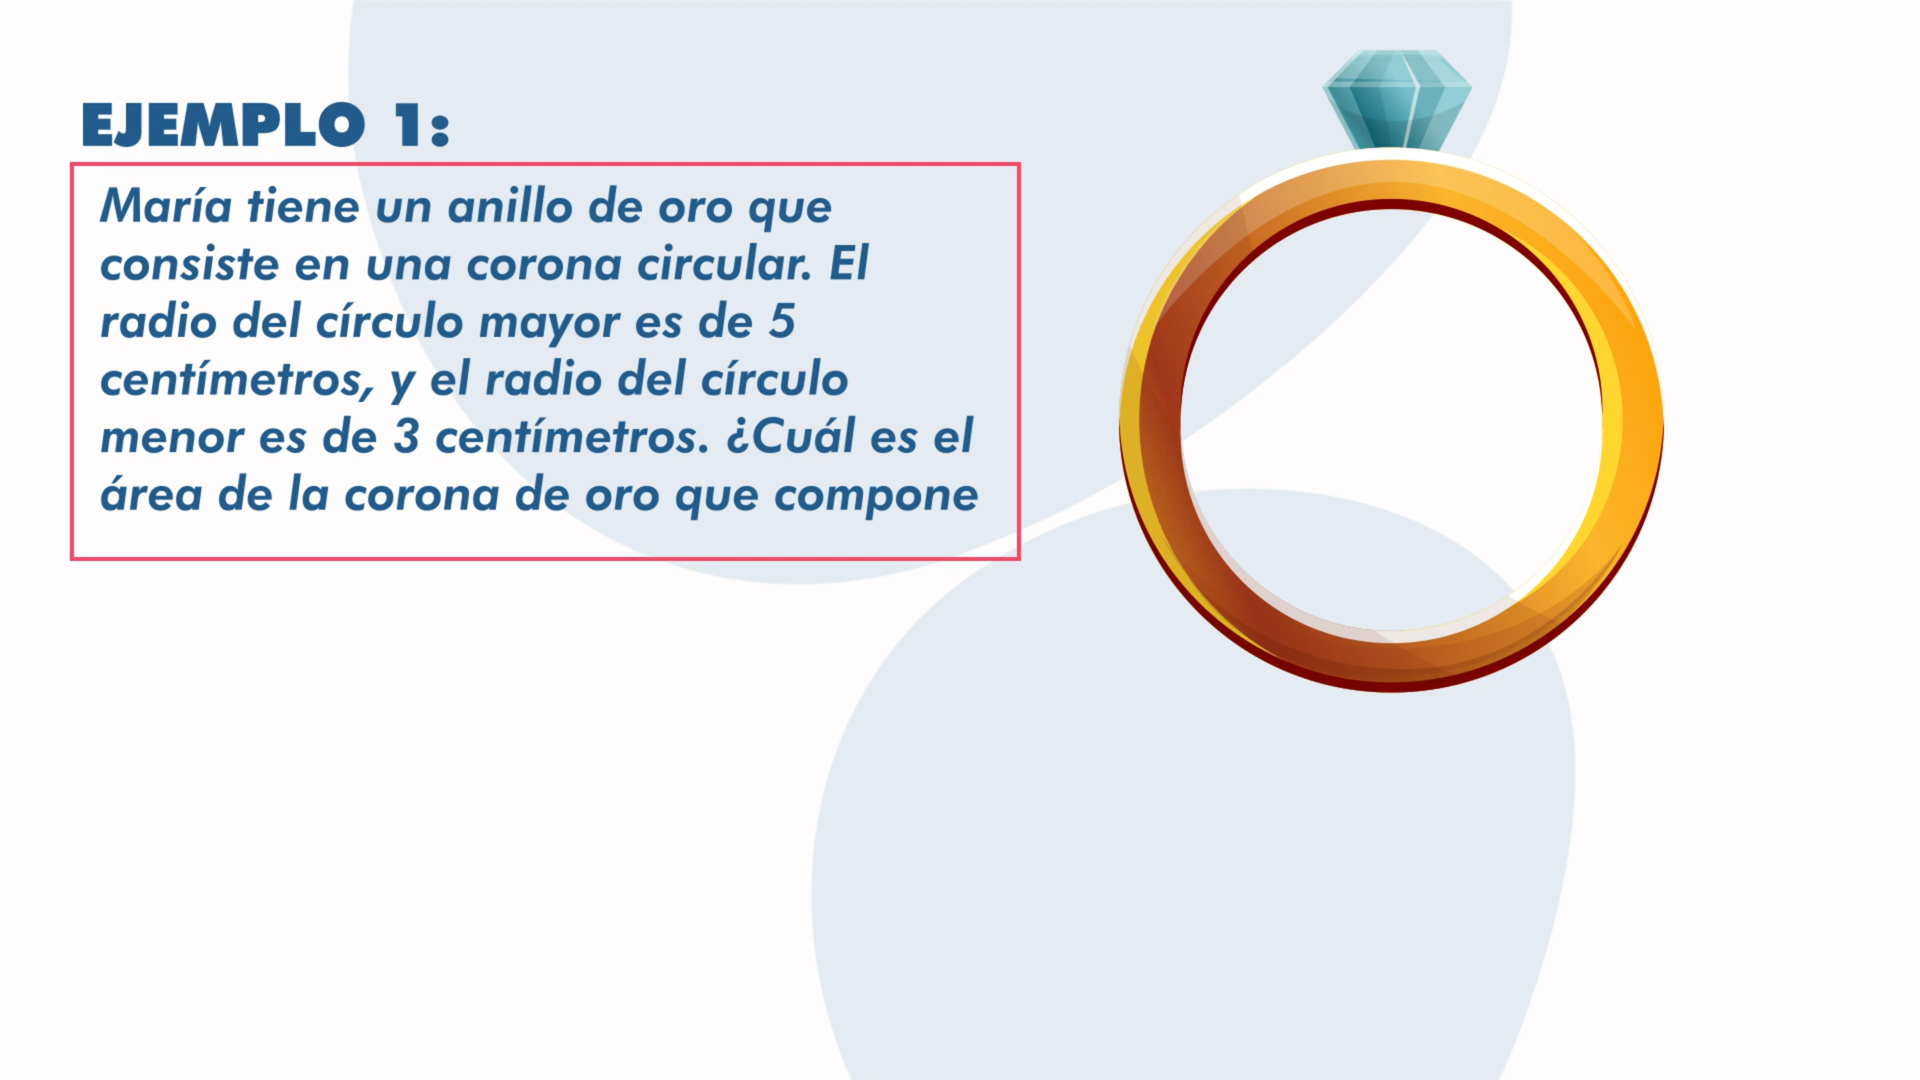 EJEMPLO 1:
María tiene un anillo de oro que
consiste en una corona circular. El
radio del círculo mayor es de 5
centímetros, y el radio del círculo
menor es de 3 centímetros. ¿Cuál es el
área de la corona de oro que compone